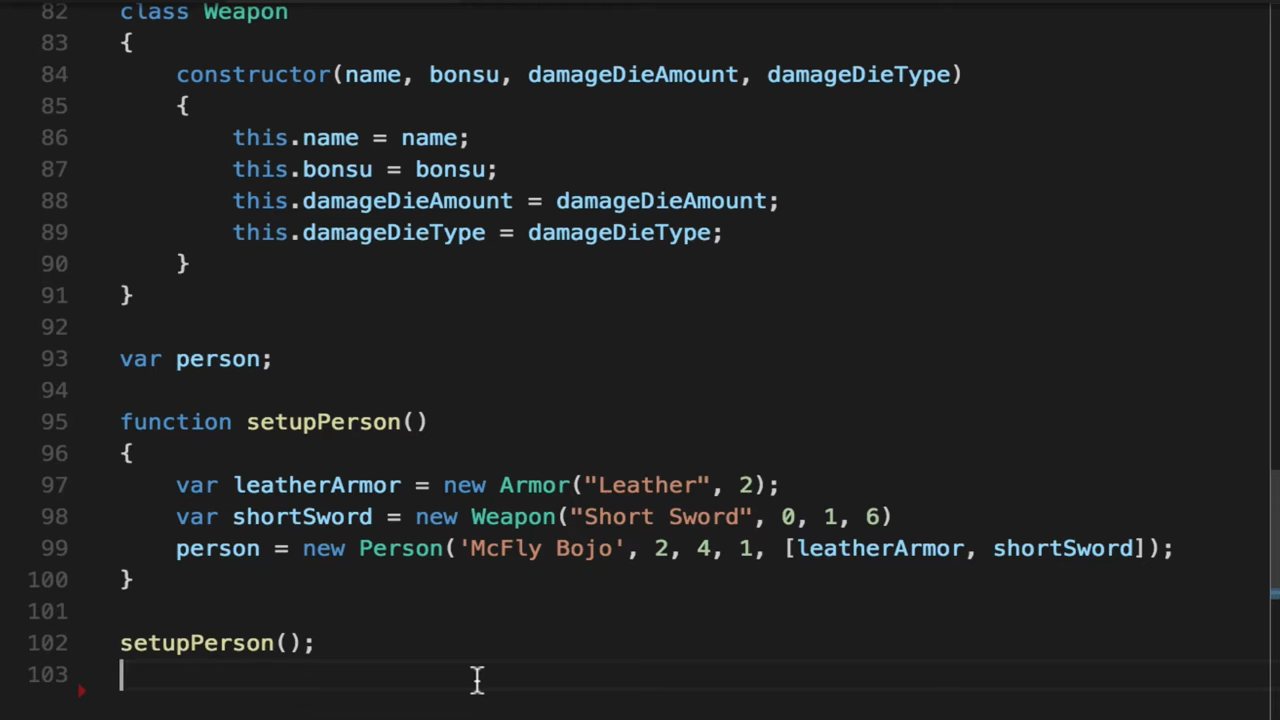 82 class Weapon
83 {
84 constructor(name, bonsu, damageDieAmount, damageDieType)
85 {
86 this.name = name;
87 this.bonsu = bonsu;
88 this.damageDieAmount = damageDieAmount;
89 this.damageDieType = damageDieType;
90 }
91 }
92
93 var person;
94
95 function setupPerson()
96 {
97 var leatherArmor = new Armor("Leather", 2);
98 var shortSword = new Weapon("Short Sword", 0, 1, 6)
99 person = new Person('McFly Bojo', 2, 4, 1, [leatherArmor, shortSword]);
100 }
101
102 setupPerson();
103